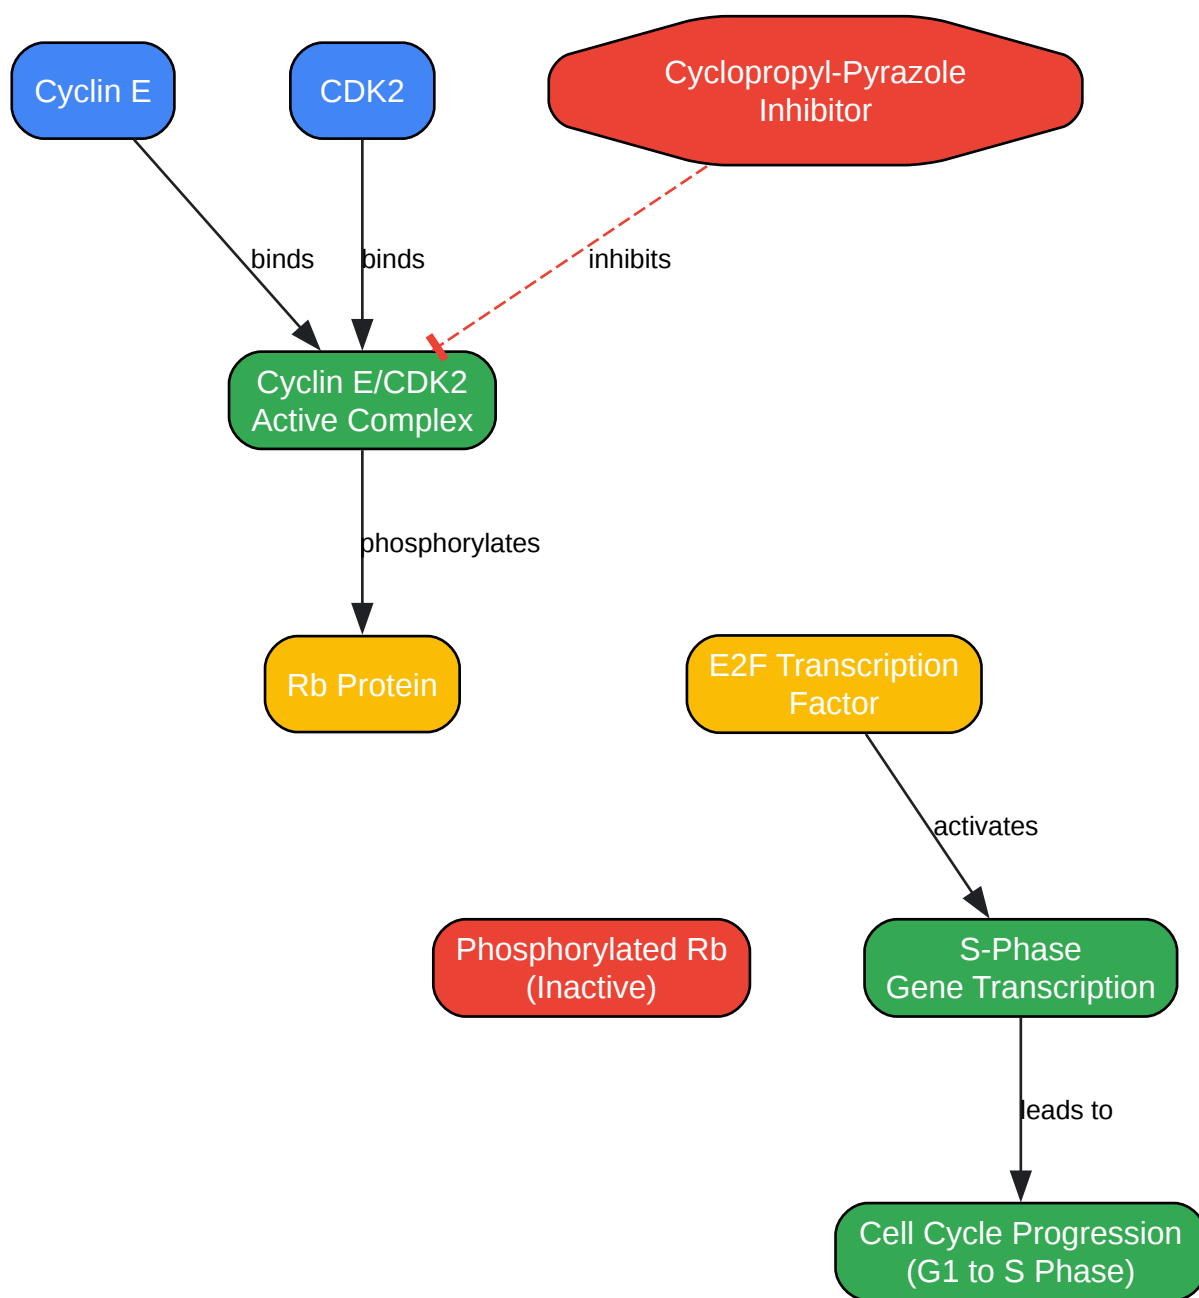 Cyclin E
CDK2
Cyclopropyl-Pyrazole
Inhibitor
binds
binds
inhibits
Cyclin E/CDK2
Active Complex
phosphorylates
Rb Protein
E2F Transcription
Factor
activates
Phosphorylated Rb
(Inactive)
S-Phase
Gene Transcription
leads to
Cell Cycle Progression
(G1 to S Phase)